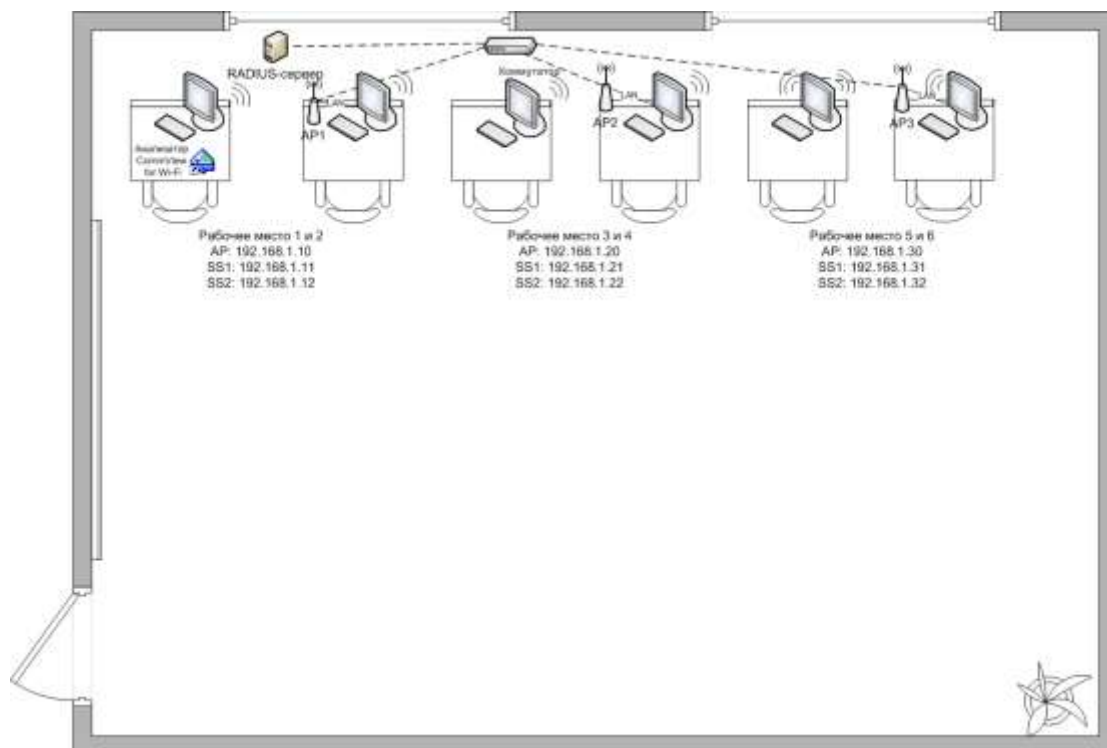 RADIUS-сервер
Коммутатор
LAN
AP1
LAN
AP2
LAN
AP3
Анализатор
CommView
for Wi-Fi
Рабочее место 1 и 2
AP: 192.168.1.10
SS1: 192.168.1.11
SS2: 192.168.1.12
Рабочее место 3 и 4
AP: 192.168.1.20
SS1: 192.168.1.21
SS2: 192.168.1.22
Рабочее место 5 и 6
AP: 192.168.1.30
SS1: 192.168.1.31
SS2: 192.168.1.32